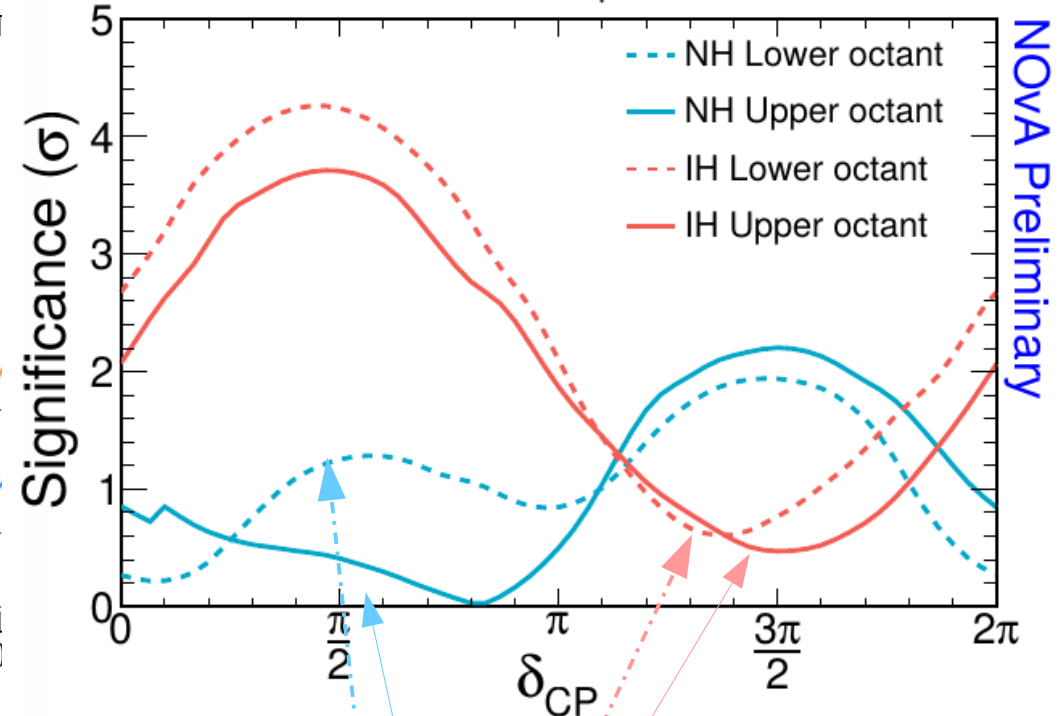 5
4
3
2
1
0
Significance (σ)
NH Lower octant
NH Upper octant
IH Lower octant
IH Upper octant
NOvA Preliminary
0
π
2
π
3π
2
2π
δCP